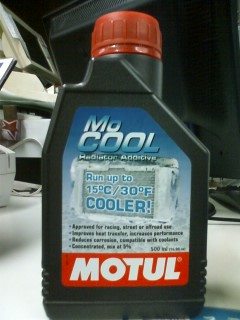 Mo
COOL
Radiator Additive
Run up to
15°C/30°F
COOLER!
• Approved for racing, street or offroad use
• Improves heat transfer, increases performance
• Reduces corrosion, compatible with coolants
• Concentrated, mix at 5%
500 ml
MOTUL